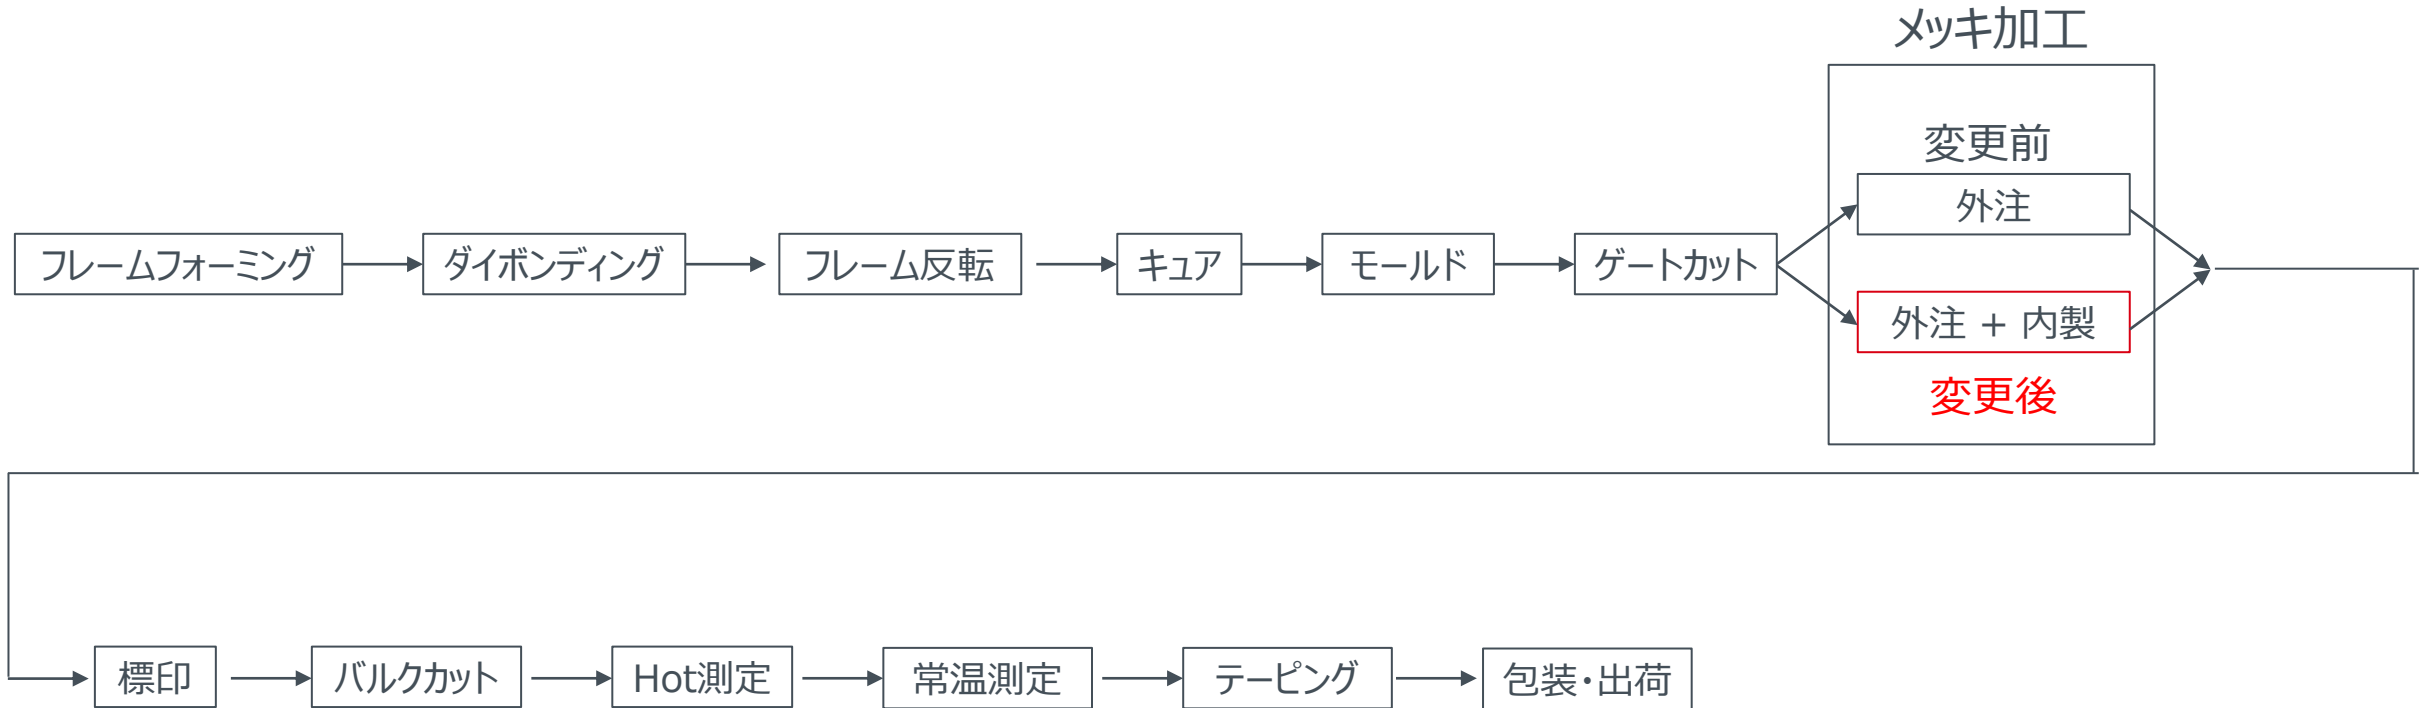 メッキ加工
変更前
外注
フレームフォーミング
ダイボンディング
フレーム反転
キュア
モールド
ゲートカット
外注 + 内製
変更後
標印
バルクカット
Hot測定
常温測定
テーピング
包装・出荷